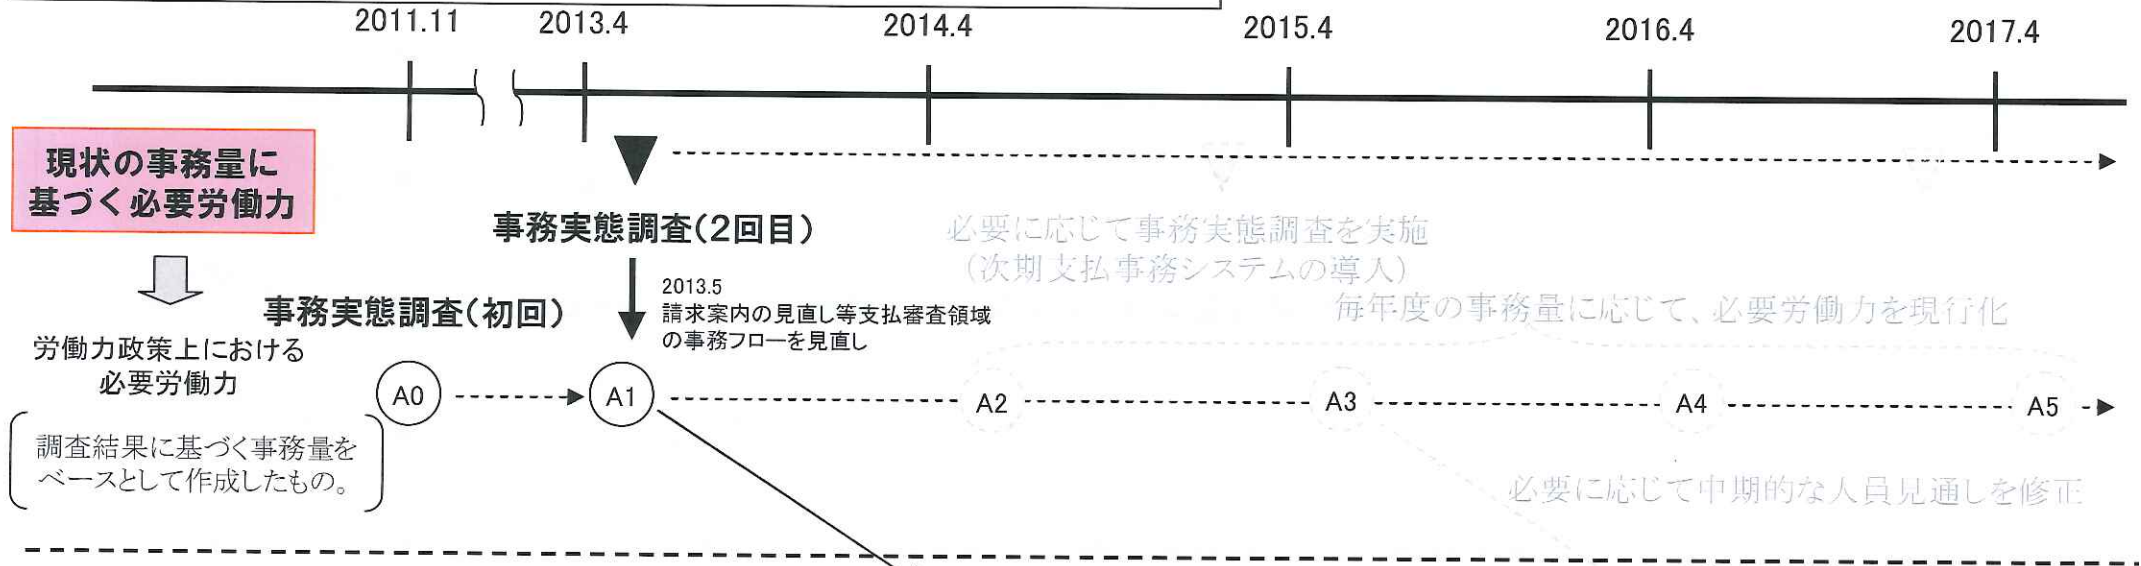 2011.11
2013.4
2014.4
2015.4
2016.4
2017.4
現状の事務量に
基づく必要労働力
事務実態調査(2回目)
必要に応じて事務実態調査を実施
(次期支払事務システムの導入)
2013.5
請求案内の見直し等支払審査領域
の事務フローを見直し
毎年度の事務量に応じて、必要労働力を現行化
事務実態調査(初回)
労働力政策上における
必要労働力
A0
A1
A2
A3
A4
A5
調査結果に基づく事務量を
ベースとして作成したもの。
必要に応じて中期的な人員見通しを修正